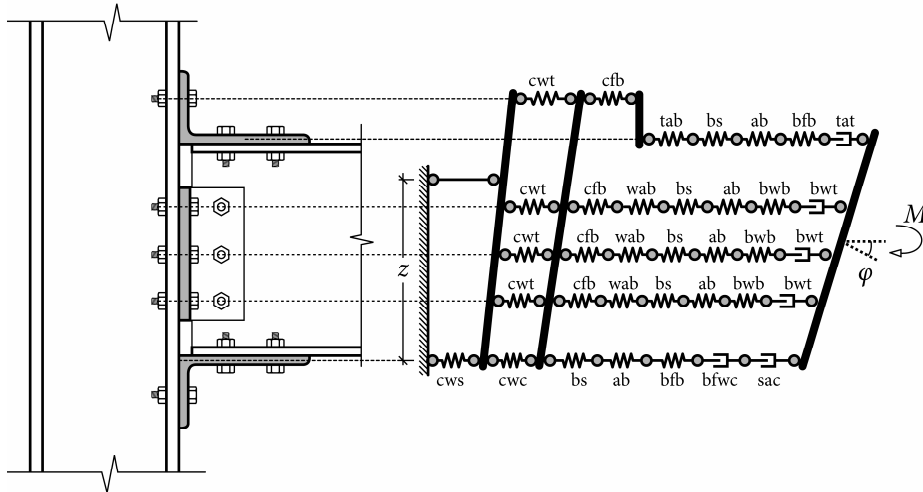 cwt cfb
tab bs ab bfb tat
cwt cfb wab bs ab bwb bwt
M
cwt cfb wab bs ab bwb bwt
φ
z
cwt cfb wab bs ab bwb bwt
cws cwc bs ab bfb bfwc sac